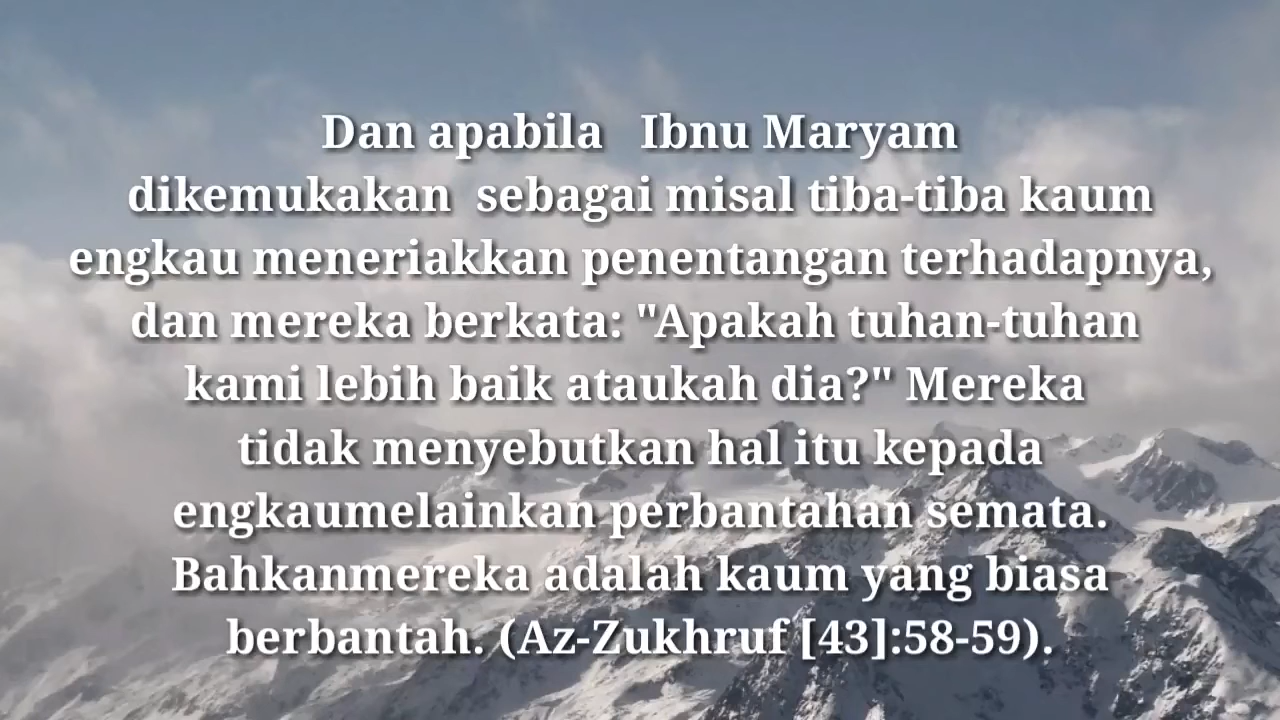 Dan apabila   Ibnu Maryam
dikemukakan  sebagai misal tiba-tiba kaum
engkau meneriakkan penentangan terhadapnya,
dan mereka berkata: "Apakah tuhan-tuhan
kami lebih baik ataukah dia?" Mereka
tidak menyebutkan hal itu kepada
engkaumelainkan perbantahan semata.
Bahkanmereka adalah kaum yang biasa
berbantah. (Az-Zukhruf [43]:58-59).